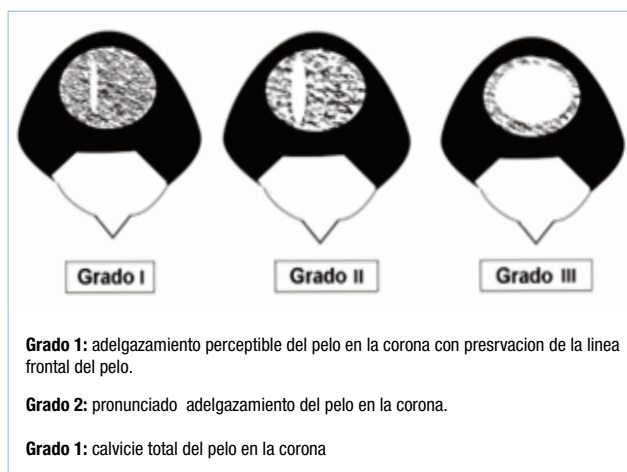 Grado I
Grado II
Grado III
Grado 1: adelgazamiento perceptible del pelo en la corona con presrvacion de la linea
frontal del pelo.
Grado 2: pronunciado adelgazamiento del pelo en la corona.
Grado 1: calvicie total del pelo en la corona